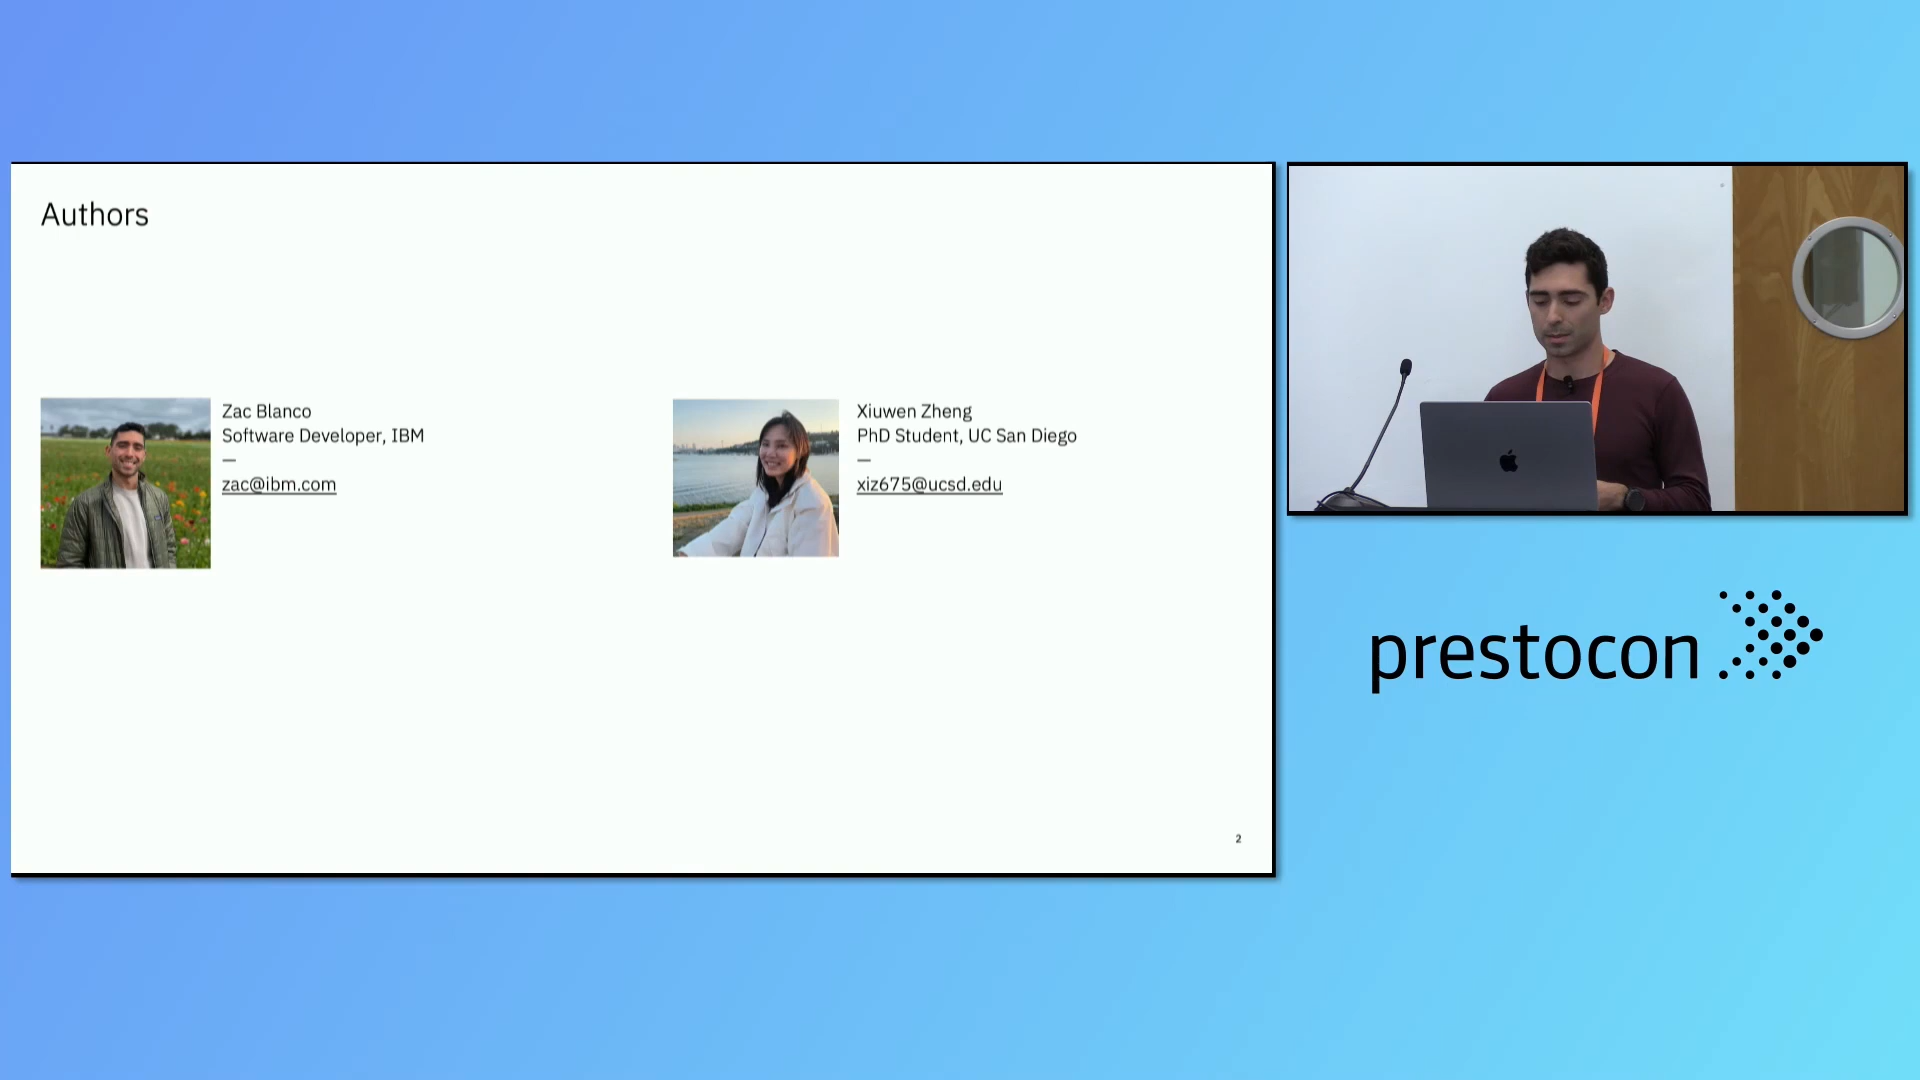 Authors
Zac Blanco
Software Developer, IBM
—
zac@ibm.com
Xiuwen Zheng
PhD Student, UC San Diego
—
xiz675@ucsd.edu
2
prestocon